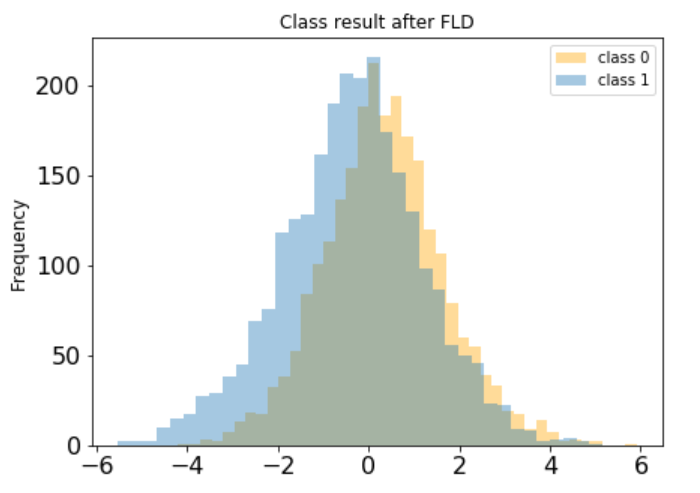 Class result after FLD
class 0
class 1
Frequency
200
150
100
50
0
−6 −4 −2 0 2 4 6